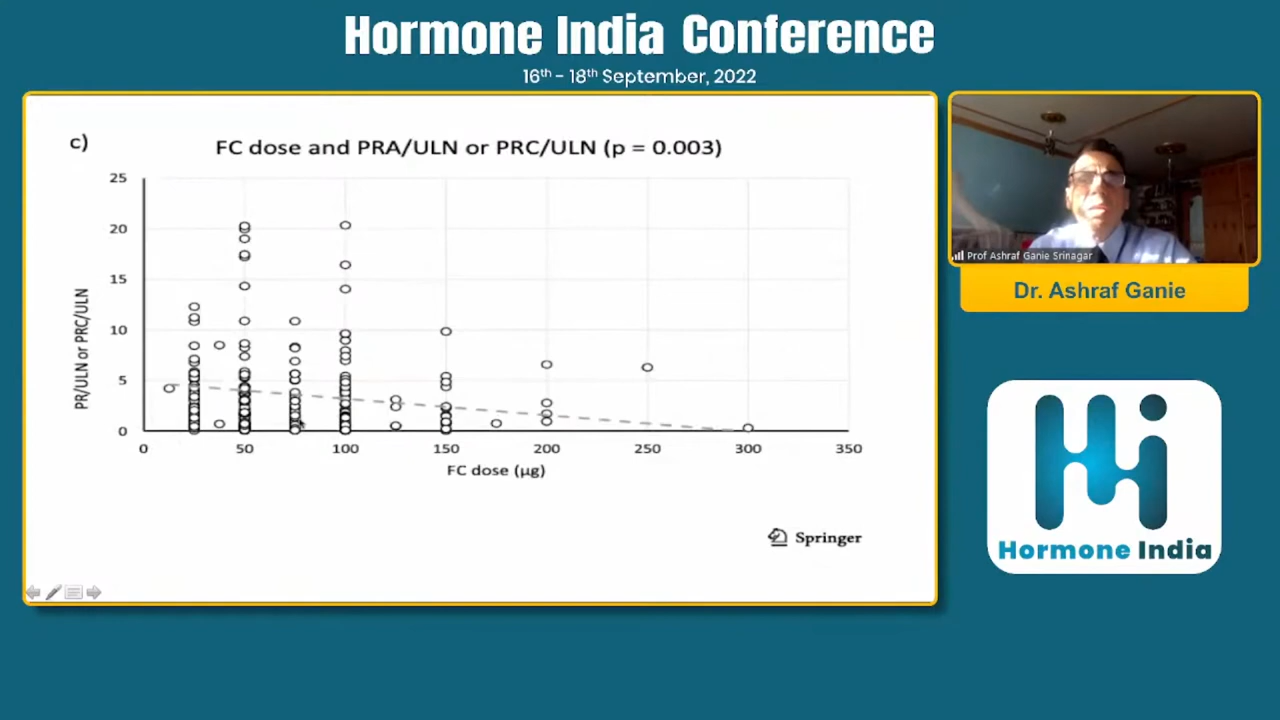 Hormone India Conference
16th - 18th September, 2022
c)
FC dose and PRA/ULN or PRC/ULN (p = 0.003)
PR/ULN or PRC/ULN
25
20
15
10
5
0
0 50 100 150 200 250 300 350
FC dose (µg)
Springer
Prof Ashraf Ganie Srinagar
Dr. Ashraf Ganie
Hi
Hormone India